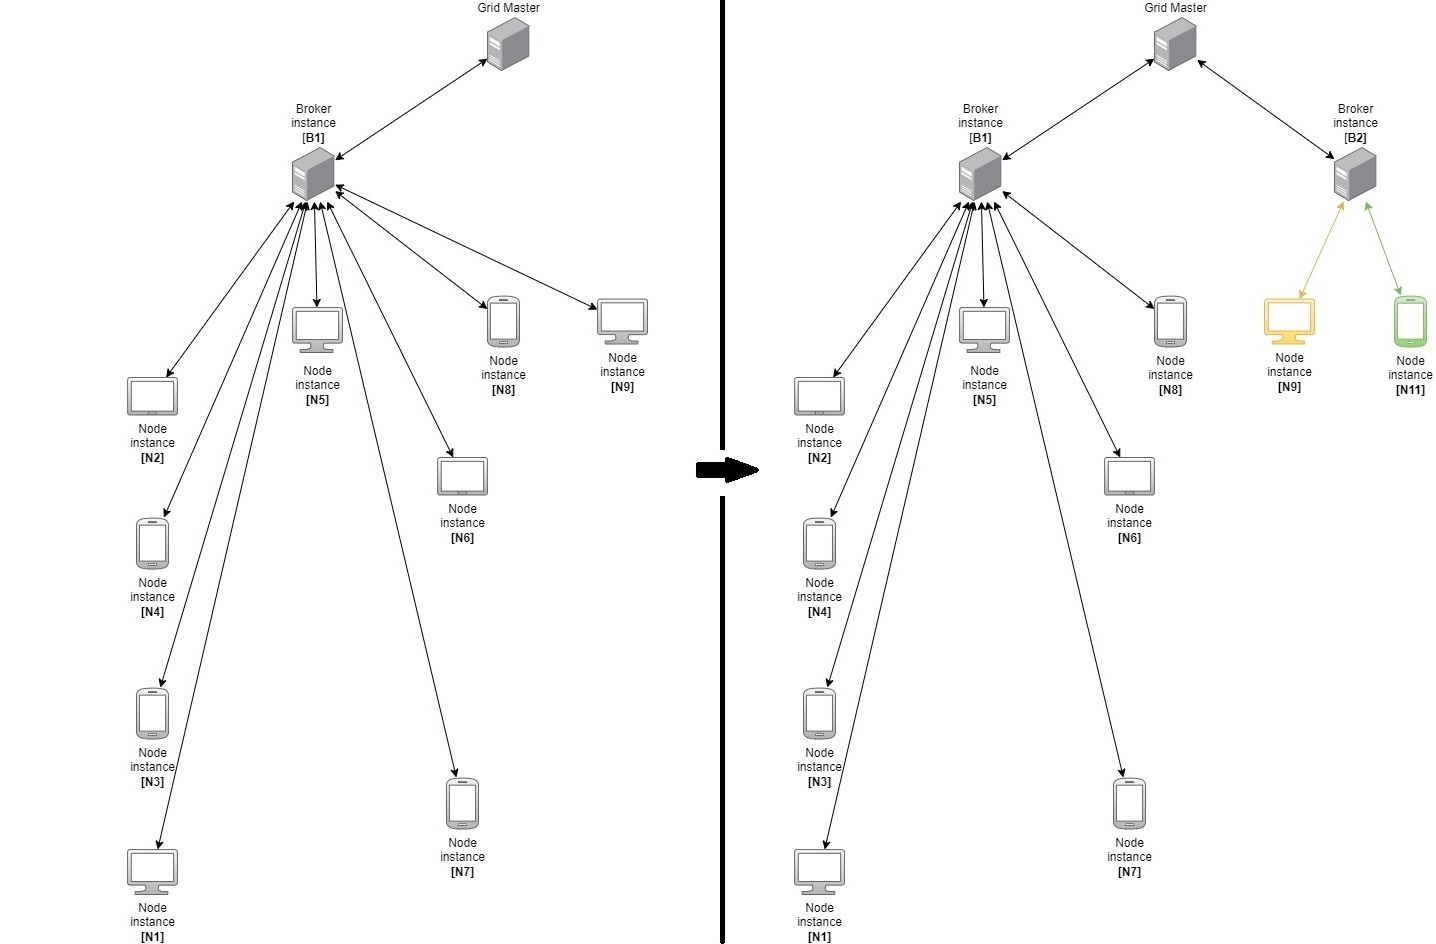 Grid Master
Broker
instance
[B1]
Node
instance
[N5]
Node
instance
[N8]
Node
instance
[N9]
Node
instance
[N2]
Node
instance
[N6]
Node
instance
[N4]
Node
instance
[N3]
Node
instance
[N7]
Node
instance
[N1]
Grid Master
Broker
instance
[B1]
Broker
instance
[B2]
Node
instance
[N5]
Node
instance
[N8]
Node
instance
[N9]
Node
instance
[N11]
Node
instance
[N2]
Node
instance
[N6]
Node
instance
[N4]
Node
instance
[N3]
Node
instance
[N7]
Node
instance
[N1]